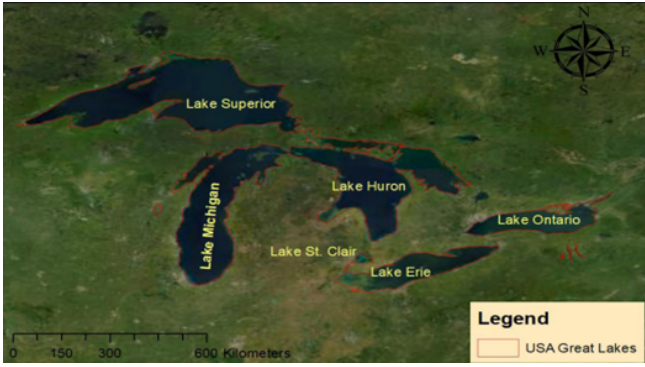 N
W E
S
Lake Superior
Lake Huron
Lake Michigan
Lake Ontario
Lake St. Clair
Lake Erie
Legend
USA Great Lakes
0 150 300 600 Kilometers